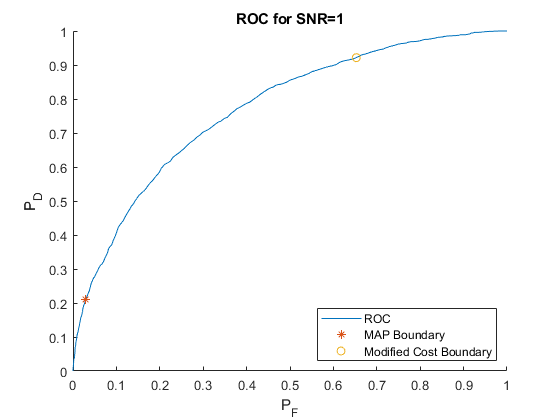 ROC for SNR=1
1
0.9
0.8
0.7
0.6
0.5
0.4
0.3
0.2
0.1
0
P_D
0 0.1 0.2 0.3 0.4 0.5 0.6 0.7 0.8 0.9 1
P_F
ROC
MAP Boundary
Modified Cost Boundary